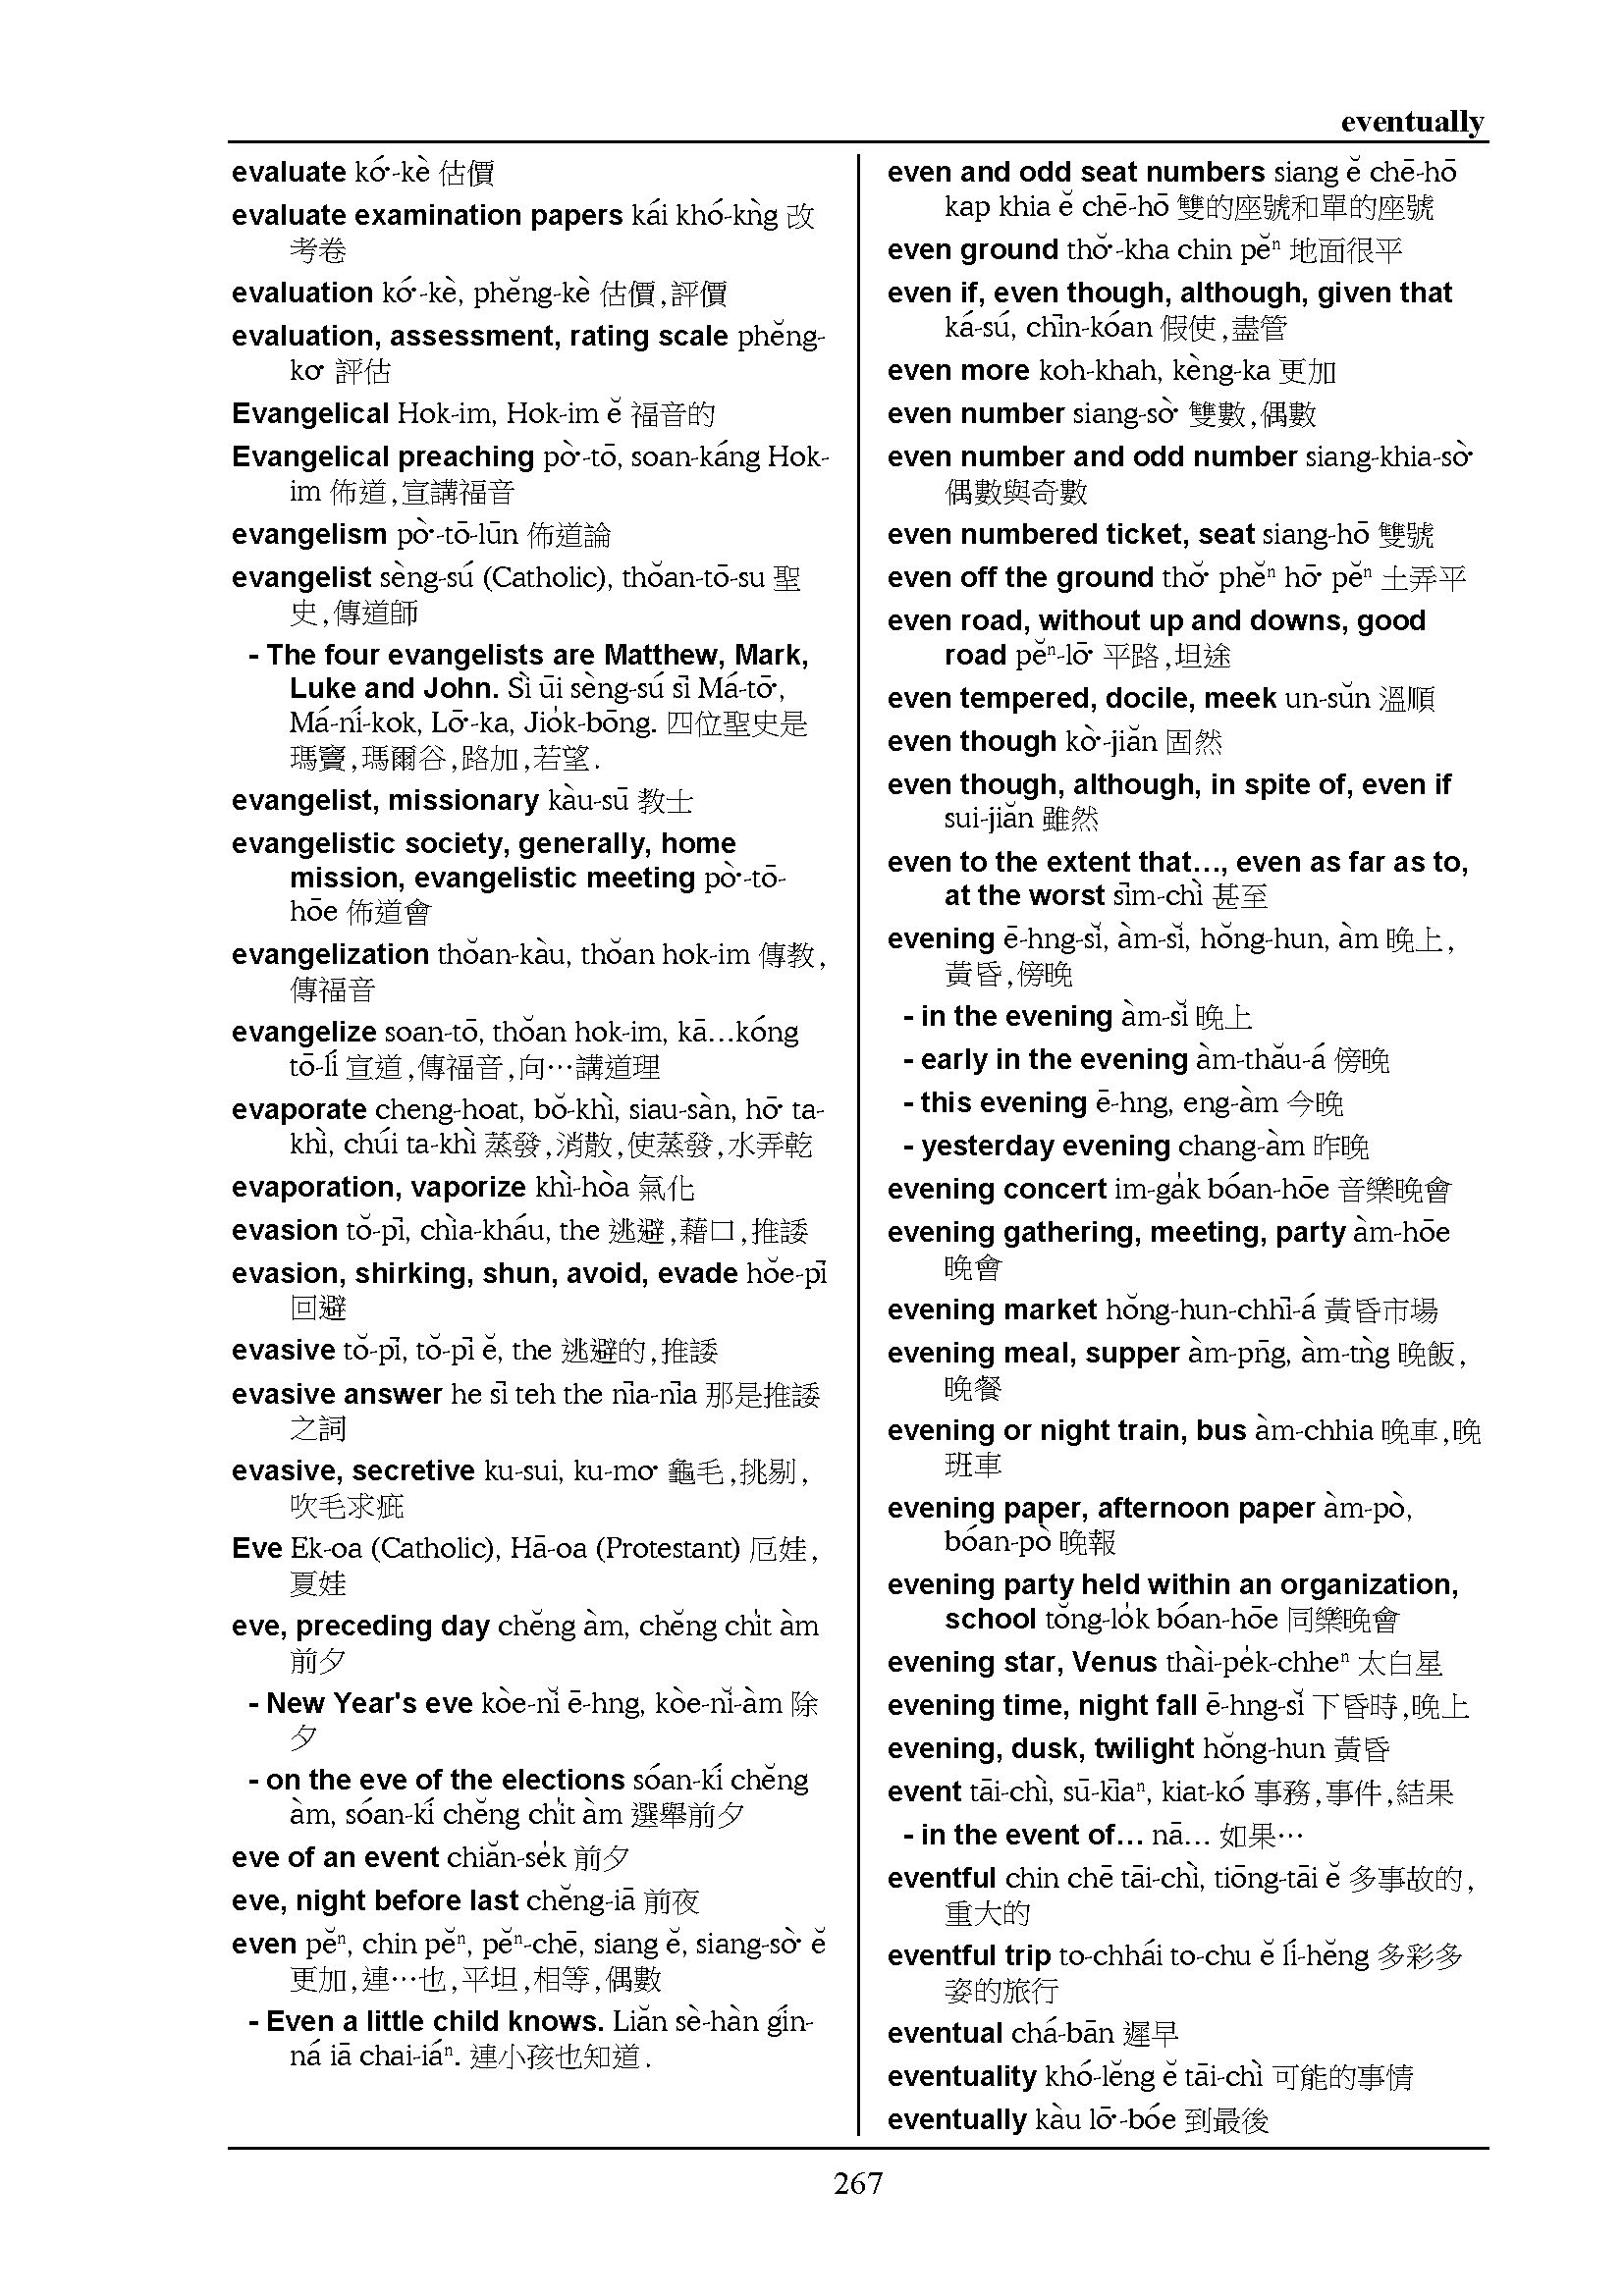 eventually
evaluate kó͘-kè 估價
evaluate examination papers kái khó-kǹg 改
考卷
evaluation kó͘-kè, phĕng-kè 估價,評價
evaluation, assessment, rating scale phĕng-
ko͘ 評估
Evangelical Hok-im, Hok-im ĕ 福音的
Evangelical preaching pò͘-tō, soan-káng Hok-
im 佈道,宣講福音
evangelism pò͘-tō-lūn 佈道論
evangelist sèng-sú (Catholic), thŏan-tō-su 聖
史,傳道師
- The four evangelists are Matthew, Mark,
Luke and John. Sì ūi sèng-sú sī Má-tō͘,
Má-ní-kok, Lō͘-ka, Jio̍k-bōng. 四位聖史是
瑪竇,瑪爾谷,路加,若望.
evangelist, missionary kàu-sū 教士
evangelistic society, generally, home
mission, evangelistic meeting pò͘-tō-
hōe 佈道會
evangelization thŏan-kàu, thŏan hok-im 傳教,
傳福音
evangelize soan-tō, thŏan hok-im, kā…kóng
tō-lí 宣道,傳福音,向…講道理
evaporate cheng-hoat, bŏ-khì, siau-sàn, hō͘ ta-
khì, chúi ta-khì 蒸發,消散,使蒸發,水弄乾
evaporation, vaporize khì-hòa 氣化
evasion tŏ-pī, chìa-kháu, the 逃避,藉口,推諉
evasion, shirking, shun, avoid, evade hŏe-pī
回避
evasive tŏ-pī, tŏ-pī ĕ, the 逃避的,推諉
evasive answer he sī teh the nīa-nīa 那是推諉
之詞
evasive, secretive ku-sui, ku-mo͘ 龜毛,挑剔,
吹毛求疵
Eve Ek-oa (Catholic), Hā-oa (Protestant) 厄娃,
夏娃
eve, preceding day chĕng àm, chĕng chi̍t àm
前夕
- New Year's eve kòe-nĭ ē-hng, kòe-nĭ-àm 除
夕
- on the eve of the elections sóan-kí chĕng
àm, sóan-kí chĕng chi̍t àm 選舉前夕
eve of an event chiăn-se̍k 前夕
eve, night before last chĕng-iā 前夜
even pĕⁿ, chin pĕⁿ, pĕⁿ-chē, siang ĕ, siang-sò͘ ĕ
更加,連…也,平坦,相等,偶數
- Even a little child knows. Liăn sè-hàn gín-
ná iā chai-iáⁿ. 連小孩也知道.
even and odd seat numbers siang ĕ chē-hō
kap khia ĕ chē-hō 雙的座號和單的座號
even ground thŏ͘-kha chin pĕⁿ 地面很平
even if, even though, although, given that
ká-sú, chīn-kóan 假使,盡管
even more koh-khah, kèng-ka 更加
even number siang-sò͘ 雙數,偶數
even number and odd number siang-khia-sò͘
偶數與奇數
even numbered ticket, seat siang-hō 雙號
even off the ground thŏ͘ phĕⁿ hō͘ pĕⁿ 土弄平
even road, without up and downs, good
road pĕⁿ-lō͘ 平路,坦途
even tempered, docile, meek un-sŭn 溫順
even though kò͘-jiăn 固然
even though, although, in spite of, even if
sui-jiăn 雖然
even to the extent that…, even as far as to,
at the worst sīm-chì 甚至
evening ē-hng-sĭ, àm-sĭ, hŏng-hun, àm 晚上,
黃昏,傍晚
- in the evening àm-sĭ 晚上
- early in the evening àm-thău-á 傍晚
- this evening ē-hng, eng-àm 今晚
- yesterday evening chang-àm 昨晚
evening concert im-ga̍k bóan-hōe 音樂晚會
evening gathering, meeting, party àm-hōe
晚會
evening market hŏng-hun-chhī-á 黃昏市場
evening meal, supper àm-pn̄g, àm-tǹg 晚飯,
晚餐
evening or night train, bus àm-chhia 晚車,晚
班車
evening paper, afternoon paper àm-pò,
bóan-pò 晚報
evening party held within an organization,
school tŏng-lo̍k bóan-hōe 同樂晚會
evening star, Venus thài-pe̍k-chheⁿ 太白星
evening time, night fall ē-hng-sĭ 下昏時,晚上
evening, dusk, twilight hŏng-hun 黃昏
event tāi-chì, sū-kīaⁿ, kiat-kó 事務,事件,結果
- in the event of… nā… 如果…
eventful chin chē tāi-chì, tiōng-tāi ĕ 多事故的,
重大的
eventful trip to-chhái to-chu ĕ lí-hĕng 多彩多
姿的旅行
eventual chá-bān 遲早
eventuality khó-lĕng ĕ tāi-chì 可能的事情
eventually kàu lō͘-bóe 到最後
267